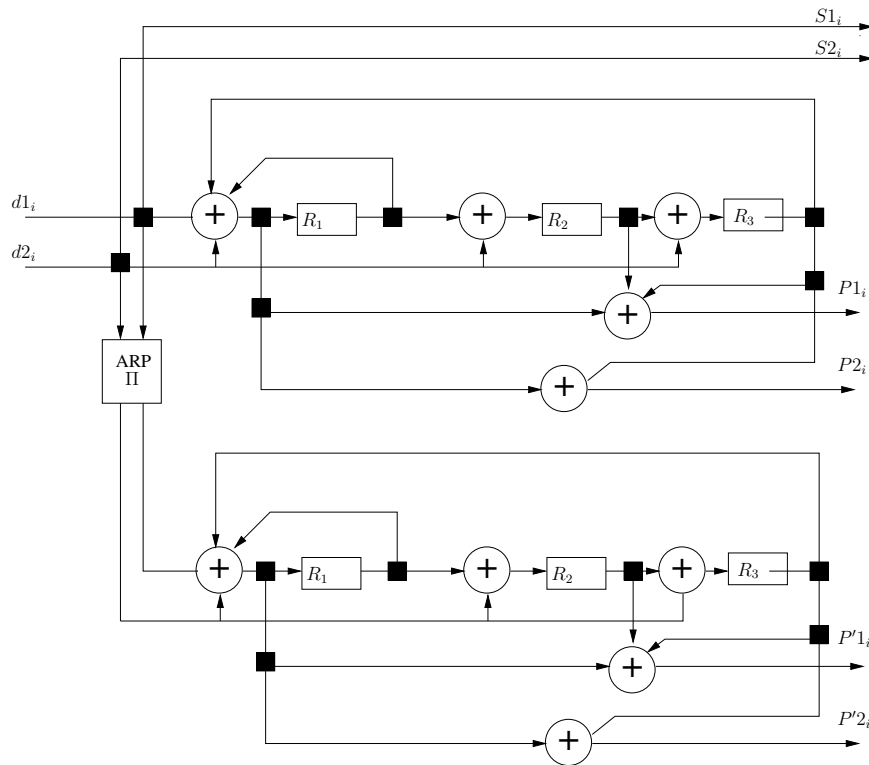 S1_i
S2_i
d1_i
+ R_1 + R_2 + R_3
d2_i
P1_i
+
ARP
Π
P2_i
+
+ R_1 + R_2 + R_3
P'1_i
+
P'2_i
+